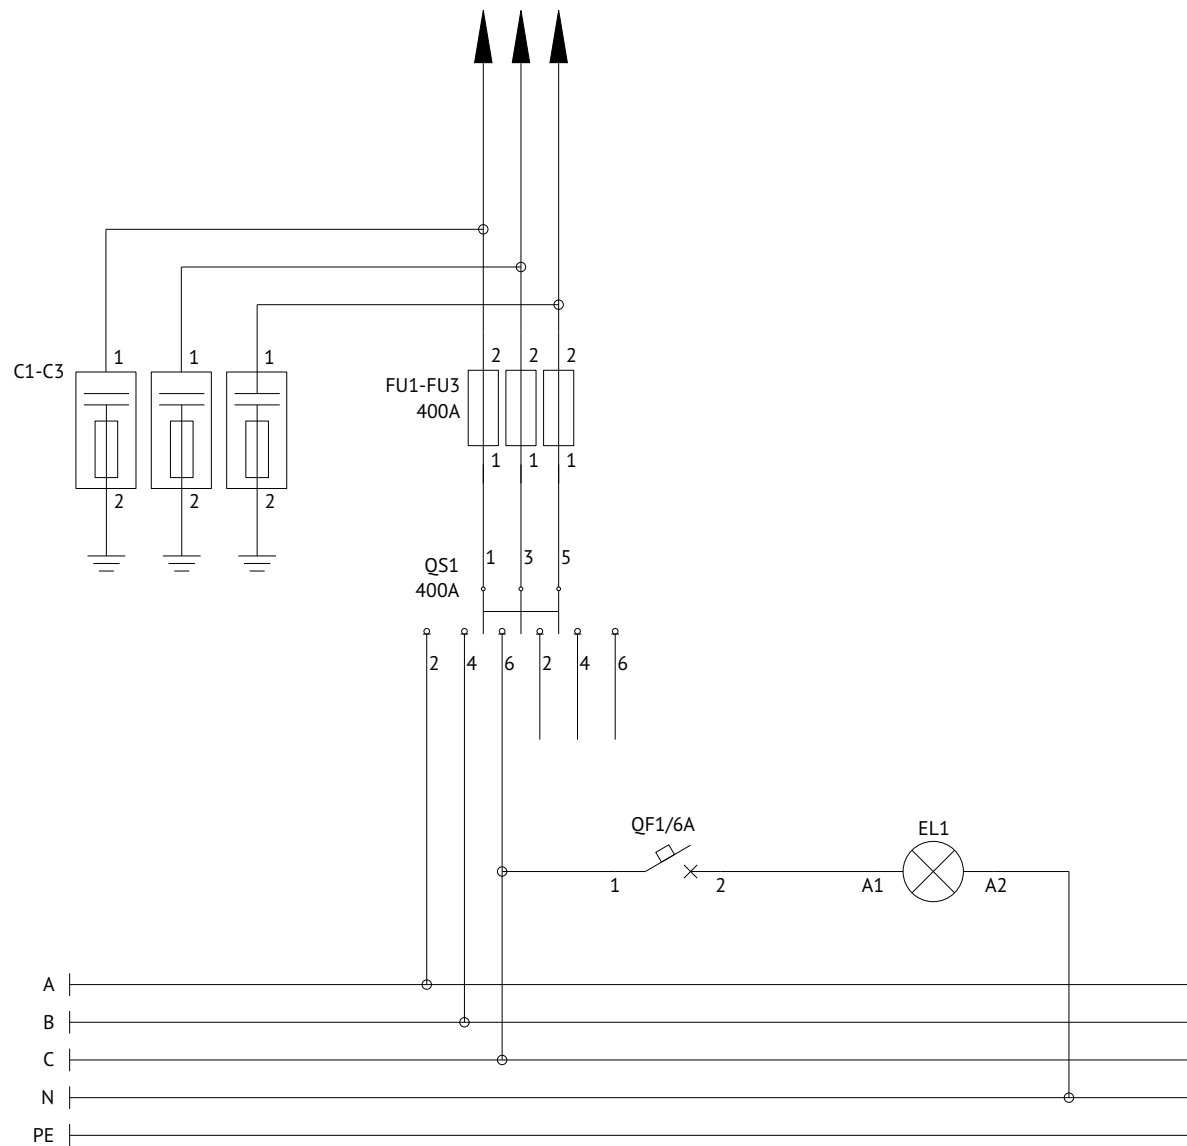 1 1 1
C1-C3
2 2 2
FU1-FU3
400A
1 1 1
2 2 2
QS1
400A
1 3 5
2 4 6 2 4 6
QF1/6A
1 2
EL1
A1 A2
A
B
C
N
PE